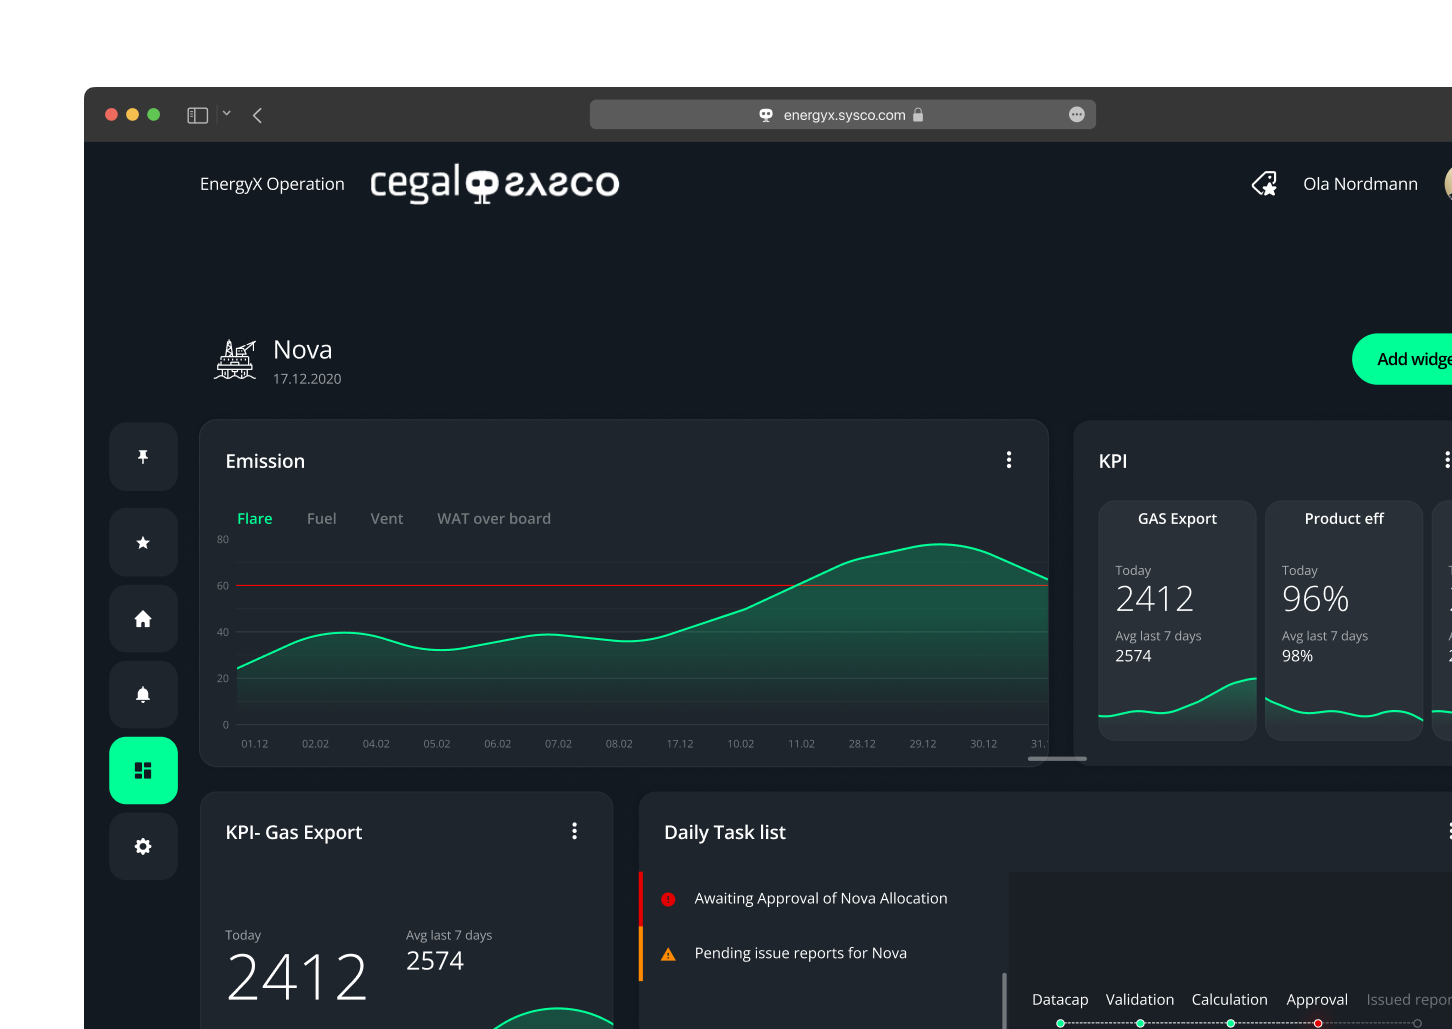 energyx.sysco.com
EnergyX Operation
cegal sysco
Ola Nordmann
Nova
17.12.2020
Add widge
Emission
Flare Fuel Vent WAT over board
80
60
40
20
0
01.12 02.02 04.02 05.02 06.02 07.02 08.02 17.12 10.02 11.02 28.12 29.12 30.12 31.
KPI
GAS Export
Today
2412
Avg last 7 days
2574
Product eff
Today
96%
Avg last 7 days
98%
KPI- Gas Export
Today
2412
Avg last 7 days
2574
Daily Task list
Awaiting Approval of Nova Allocation
Pending issue reports for Nova
Datacap Validation Calculation Approval Issued repor